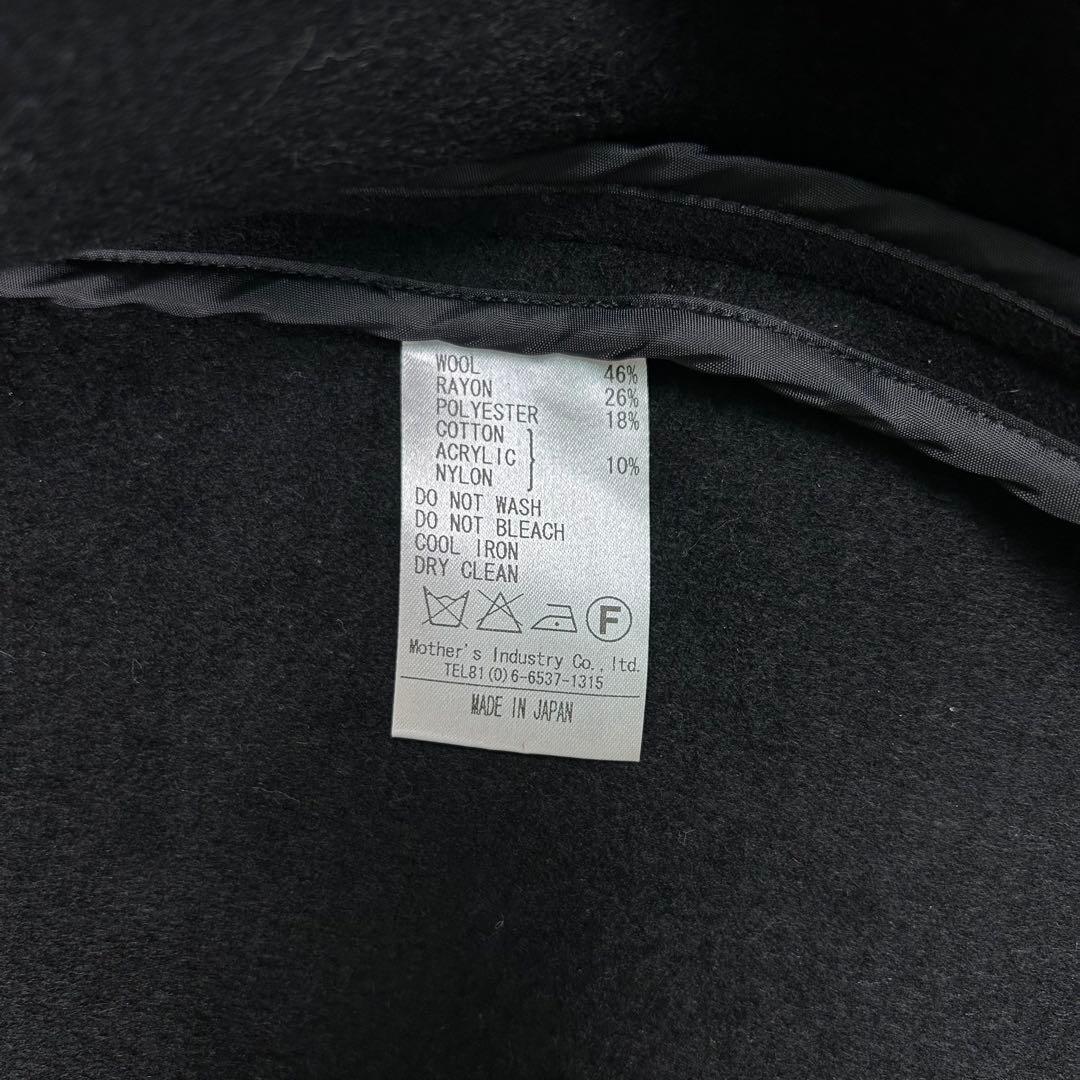 WOOL 46%
RAYON 26%
POLYESTER 18%
COTTON
ACRYLIC } 10%
NYLON
DO NOT WASH
DO NOT BLEACH
COOL IRON
DRY CLEAN
F
Mother's Industry Co.,ltd.
TEL81(0)6-6537-1315
MADE IN JAPAN